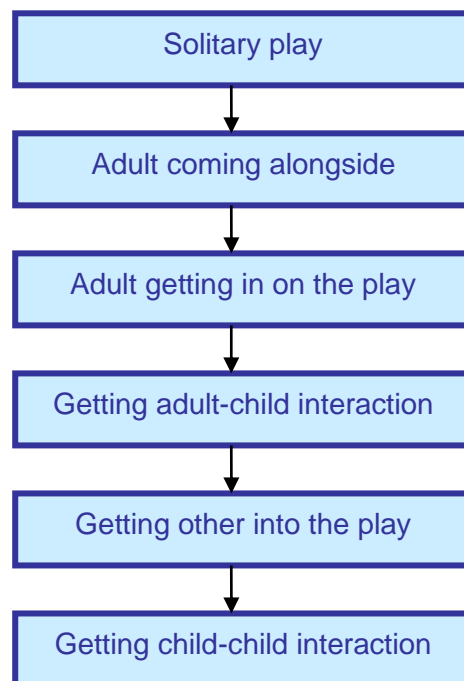 Solitary play
Adult coming alongside
Adult getting in on the play
Getting adult-child interaction
Getting other into the play
Getting child-child interaction